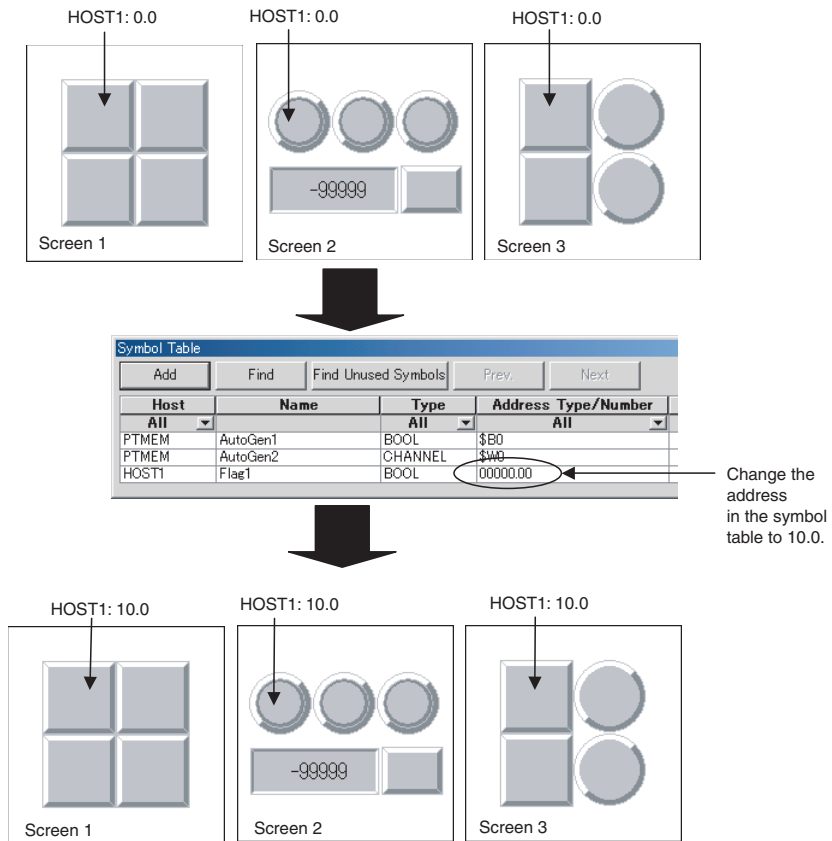 HOST1: 0.0
HOST1: 0.0
HOST1: 0.0
-99999
Screen 1
Screen 2
Screen 3
Symbol Table
Add Find Find Unused Symbols Prev. Next
Host Name Type Address Type/Number
All All All
PTMEM AutoGen1 BOOL $B0
PTMEM AutoGen2 CHANNEL $W0
HOST1 Flag1 BOOL 00000.00
Change the
address
in the symbol
table to 10.0.
HOST1: 10.0
HOST1: 10.0
HOST1: 10.0
-99999
Screen 1
Screen 2
Screen 3